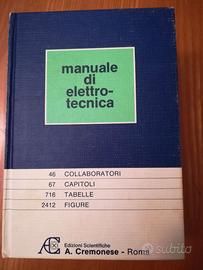 manuale
di
elettro-
tecnica
46 COLLABORATORI
67 CAPITOLI
716 TABELLE
2412 FIGURE
Edizioni Scientifiche
A. Cremonese - Roma
subito